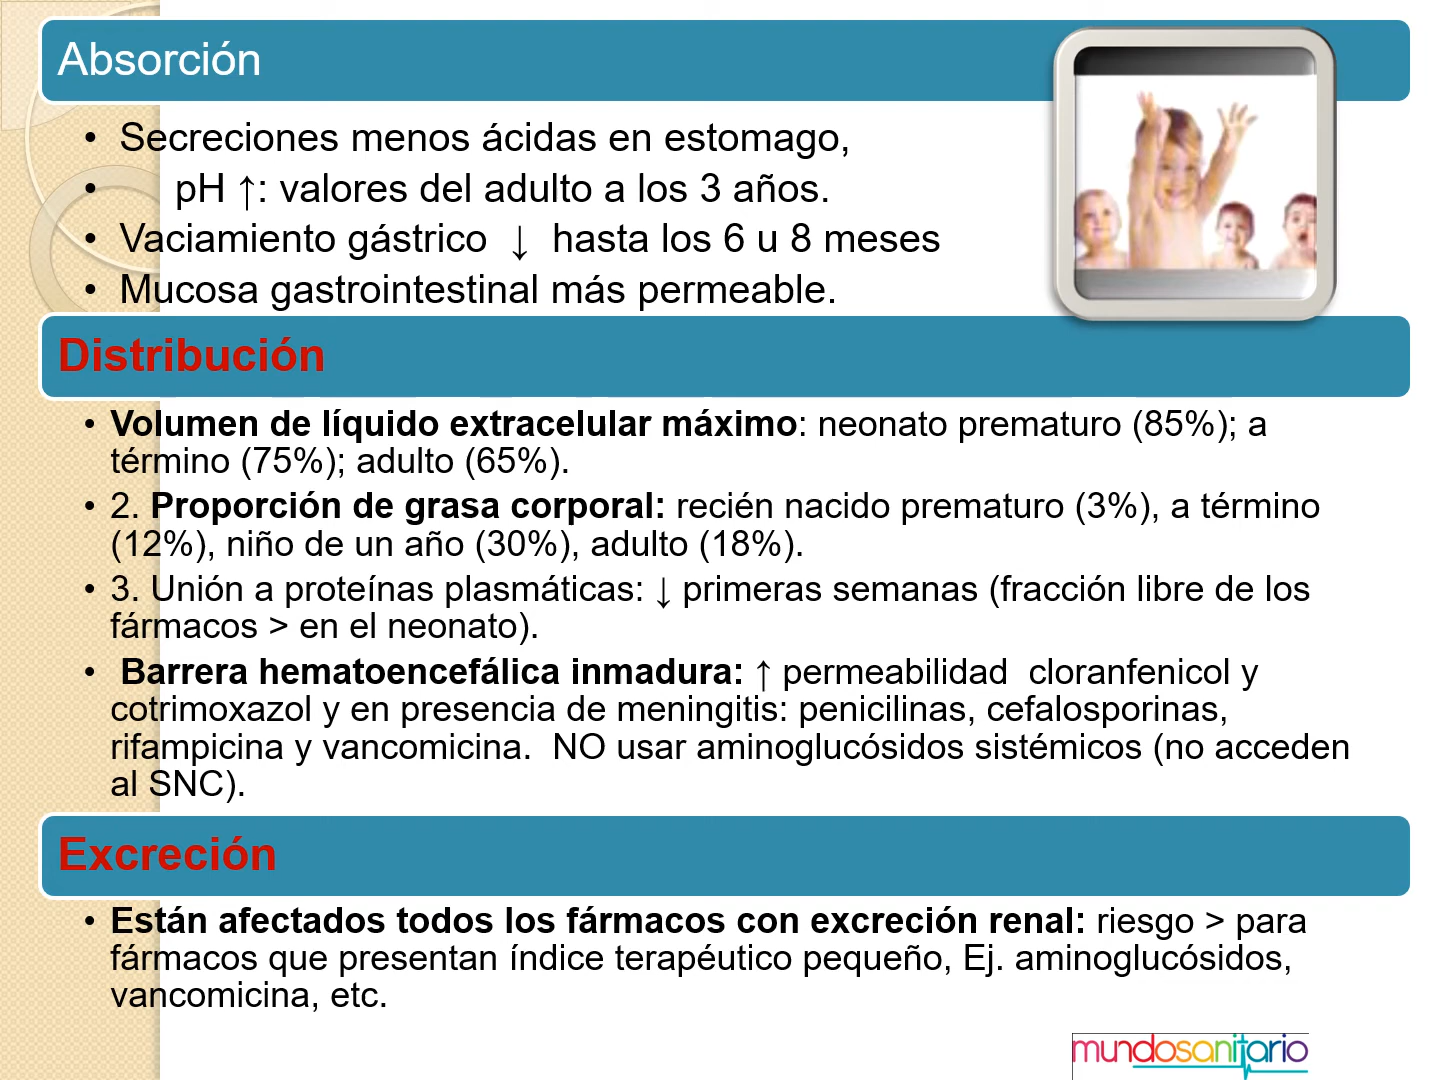 Absorción
• Secreciones menos ácidas en estomago,
• pH ↑: valores del adulto a los 3 años.
• Vaciamiento gástrico ↓ hasta los 6 u 8 meses
• Mucosa gastrointestinal más permeable.
Distribución
• Volumen de líquido extracelular máximo: neonato prematuro (85%); a
término (75%); adulto (65%).
• 2. Proporción de grasa corporal: recién nacido prematuro (3%), a término
(12%), niño de un año (30%), adulto (18%).
• 3. Unión a proteínas plasmáticas: ↓ primeras semanas (fracción libre de los
fármacos > en el neonato).
• Barrera hematoencefálica inmadura: ↑ permeabilidad cloranfenicol y
cotrimoxazol y en presencia de meningitis: penicilinas, cefalosporinas,
rifampicina y vancomicina. NO usar aminoglucósidos sistémicos (no acceden
al SNC).
Excreción
• Están afectados todos los fármacos con excreción renal: riesgo > para
fármacos que presentan índice terapéutico pequeño, Ej. aminoglucósidos,
vancomicina, etc.
mundosanitario